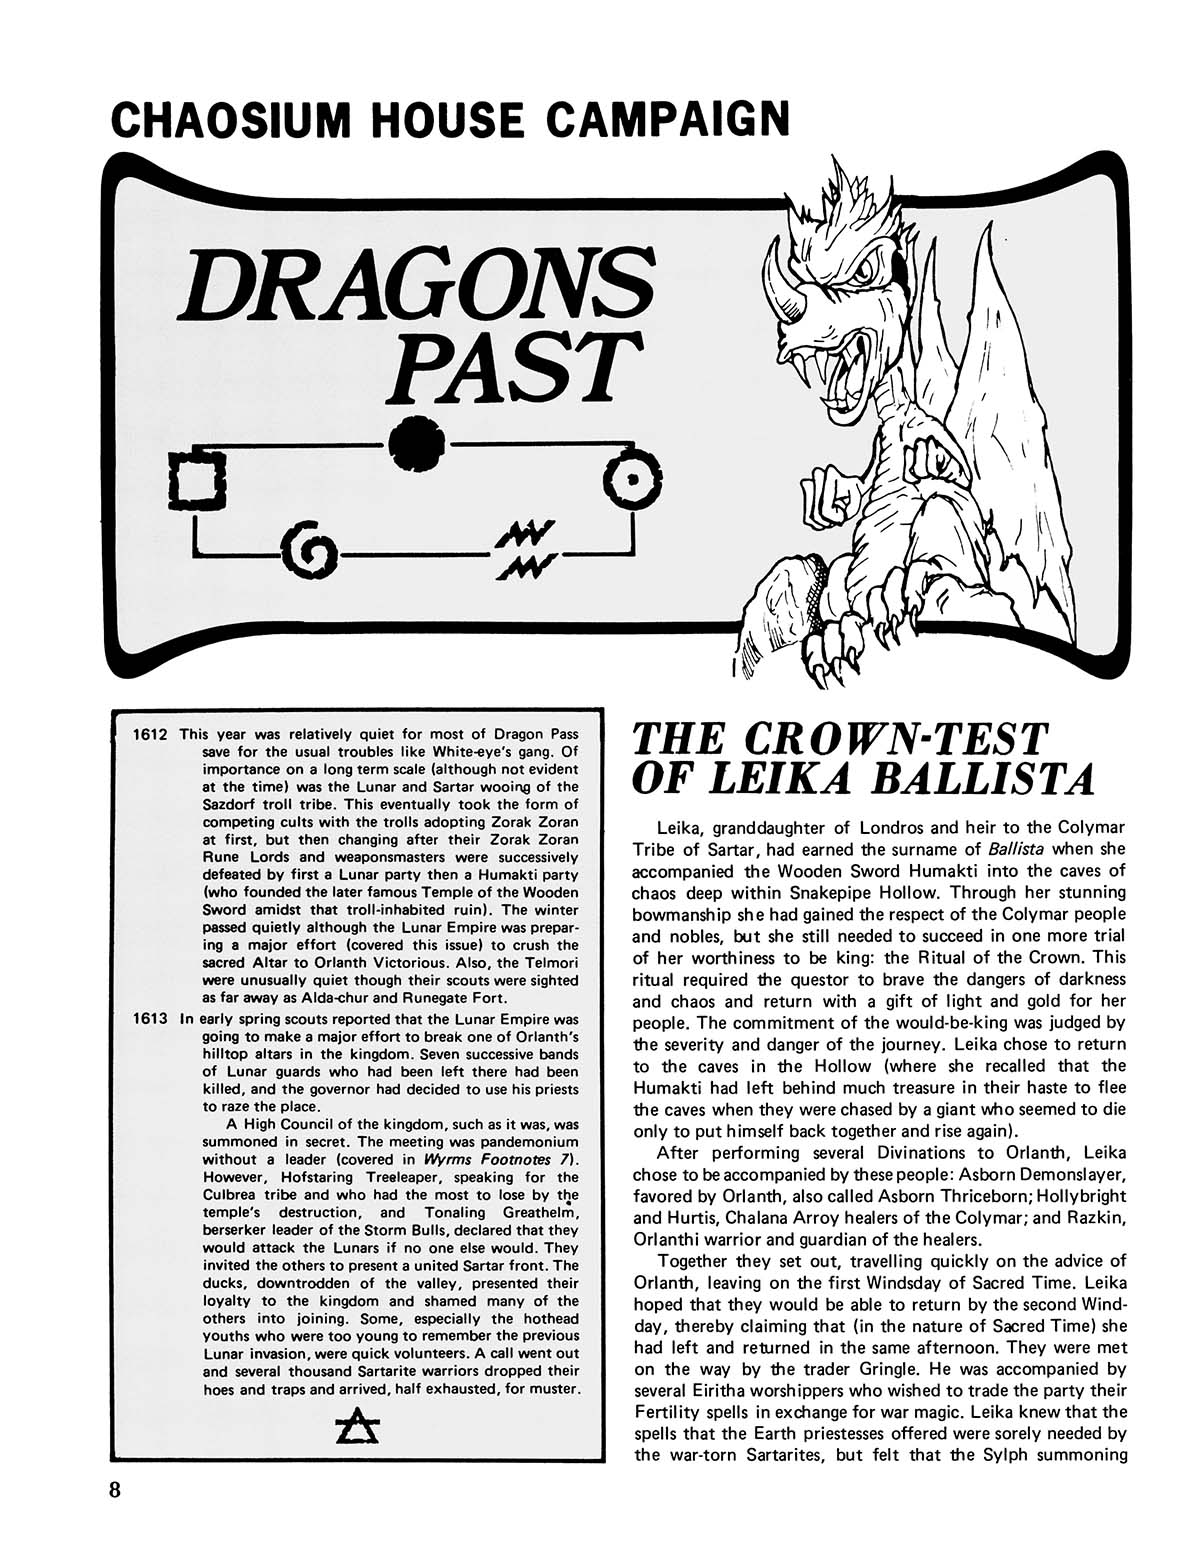 CHAOSIUM HOUSE CAMPAIGN
DRAGONS
PAST
1612 This year was relatively quiet for most of Dragon Pass
save for the usual troubles like White-eye's gang. Of
importance on a long term scale (although not evident
at the time) was the Lunar and Sartar wooing of the
Sazdorf troll tribe. This eventually took the form of
competing cults with the trolls adopting Zorak Zoran
at first, but then changing after their Zorak Zoran
Rune Lords and weaponsmasters were successively
defeated by first a Lunar party then a Humakti party
(who founded the later famous Temple of the Wooden
Sword amidst that troll-inhabited ruin). The winter
passed quietly although the Lunar Empire was prepar-
ing a major effort (covered this issue) to crush the
sacred Altar to Orlanth Victorious. Also, the Telmori
were unusually quiet though their scouts were sighted
as far away as Alda-chur and Runegate Fort.
1613 In early spring scouts reported that the Lunar Empire was
going to make a major effort to break one of Orlanth's
hilltop altars in the kingdom. Seven successive bands
of Lunar guards who had been left there had been
killed, and the governor had decided to use his priests
to raze the place.
A High Council of the kingdom, such as it was, was
summoned in secret. The meeting was pandemonium
without a leader (covered in Wyrms Footnotes 7).
However, Hofstaring Treeleaper, speaking for the
Culbrea tribe and who had the most to lose by the
temple's destruction, and Tonaling Greathelm,
berserker leader of the Storm Bulls, declared that they
would attack the Lunars if no one else would. They
invited the others to present a united Sartar front. The
ducks, downtrodden of the valley, presented their
loyalty to the kingdom and shamed many of the
others into joining. Some, especially the hothead
youths who were too young to remember the previous
Lunar invasion, were quick volunteers. A call went out
and several thousand Sartarite warriors dropped their
hoes and traps and arrived, half exhausted, for muster.
THE CROWN-TEST
OF LEIKA BALLISTA
Leika, granddaughter of Londros and heir to the Colymar
Tribe of Sartar, had earned the surname of Ballista when she
accompanied the Wooden Sword Humakti into the caves of
chaos deep within Snakepipe Hollow. Through her stunning
bowmanship she had gained the respect of the Colymar people
and nobles, but she still needed to succeed in one more trial
of her worthiness to be king: the Ritual of the Crown. This
ritual required the questor to brave the dangers of darkness
and chaos and return with a gift of light and gold for her
people. The commitment of the would-be-king was judged by
the severity and danger of the journey. Leika chose to return
to the caves in the Hollow (where she recalled that the
Humakti had left behind much treasure in their haste to flee
the caves when they were chased by a giant who seemed to die
only to put himself back together and rise again).
After performing several Divinations to Orlanth, Leika
chose to be accompanied by these people: Asborn Demonslayer,
favored by Orlanth, also called Asborn Thriceborn; Hollybright
and Hurtis, Chalana Arroy healers of the Colymar; and Razkin,
Orlanthi warrior and guardian of the healers.
Together they set out, travelling quickly on the advice of
Orlanth, leaving on the first Windsday of Sacred Time. Leika
hoped that they would be able to return by the second Wind-
day, thereby claiming that (in the nature of Sacred Time) she
had left and returned in the same afternoon. They were met
on the way by the trader Gringle. He was accompanied by
several Eiritha worshippers who wished to trade the party their
Fertility spells in exchange for war magic. Leika knew that the
spells that the Earth priestesses offered were sorely needed by
the war-torn Sartarites, but felt that the Sylph summoning
8